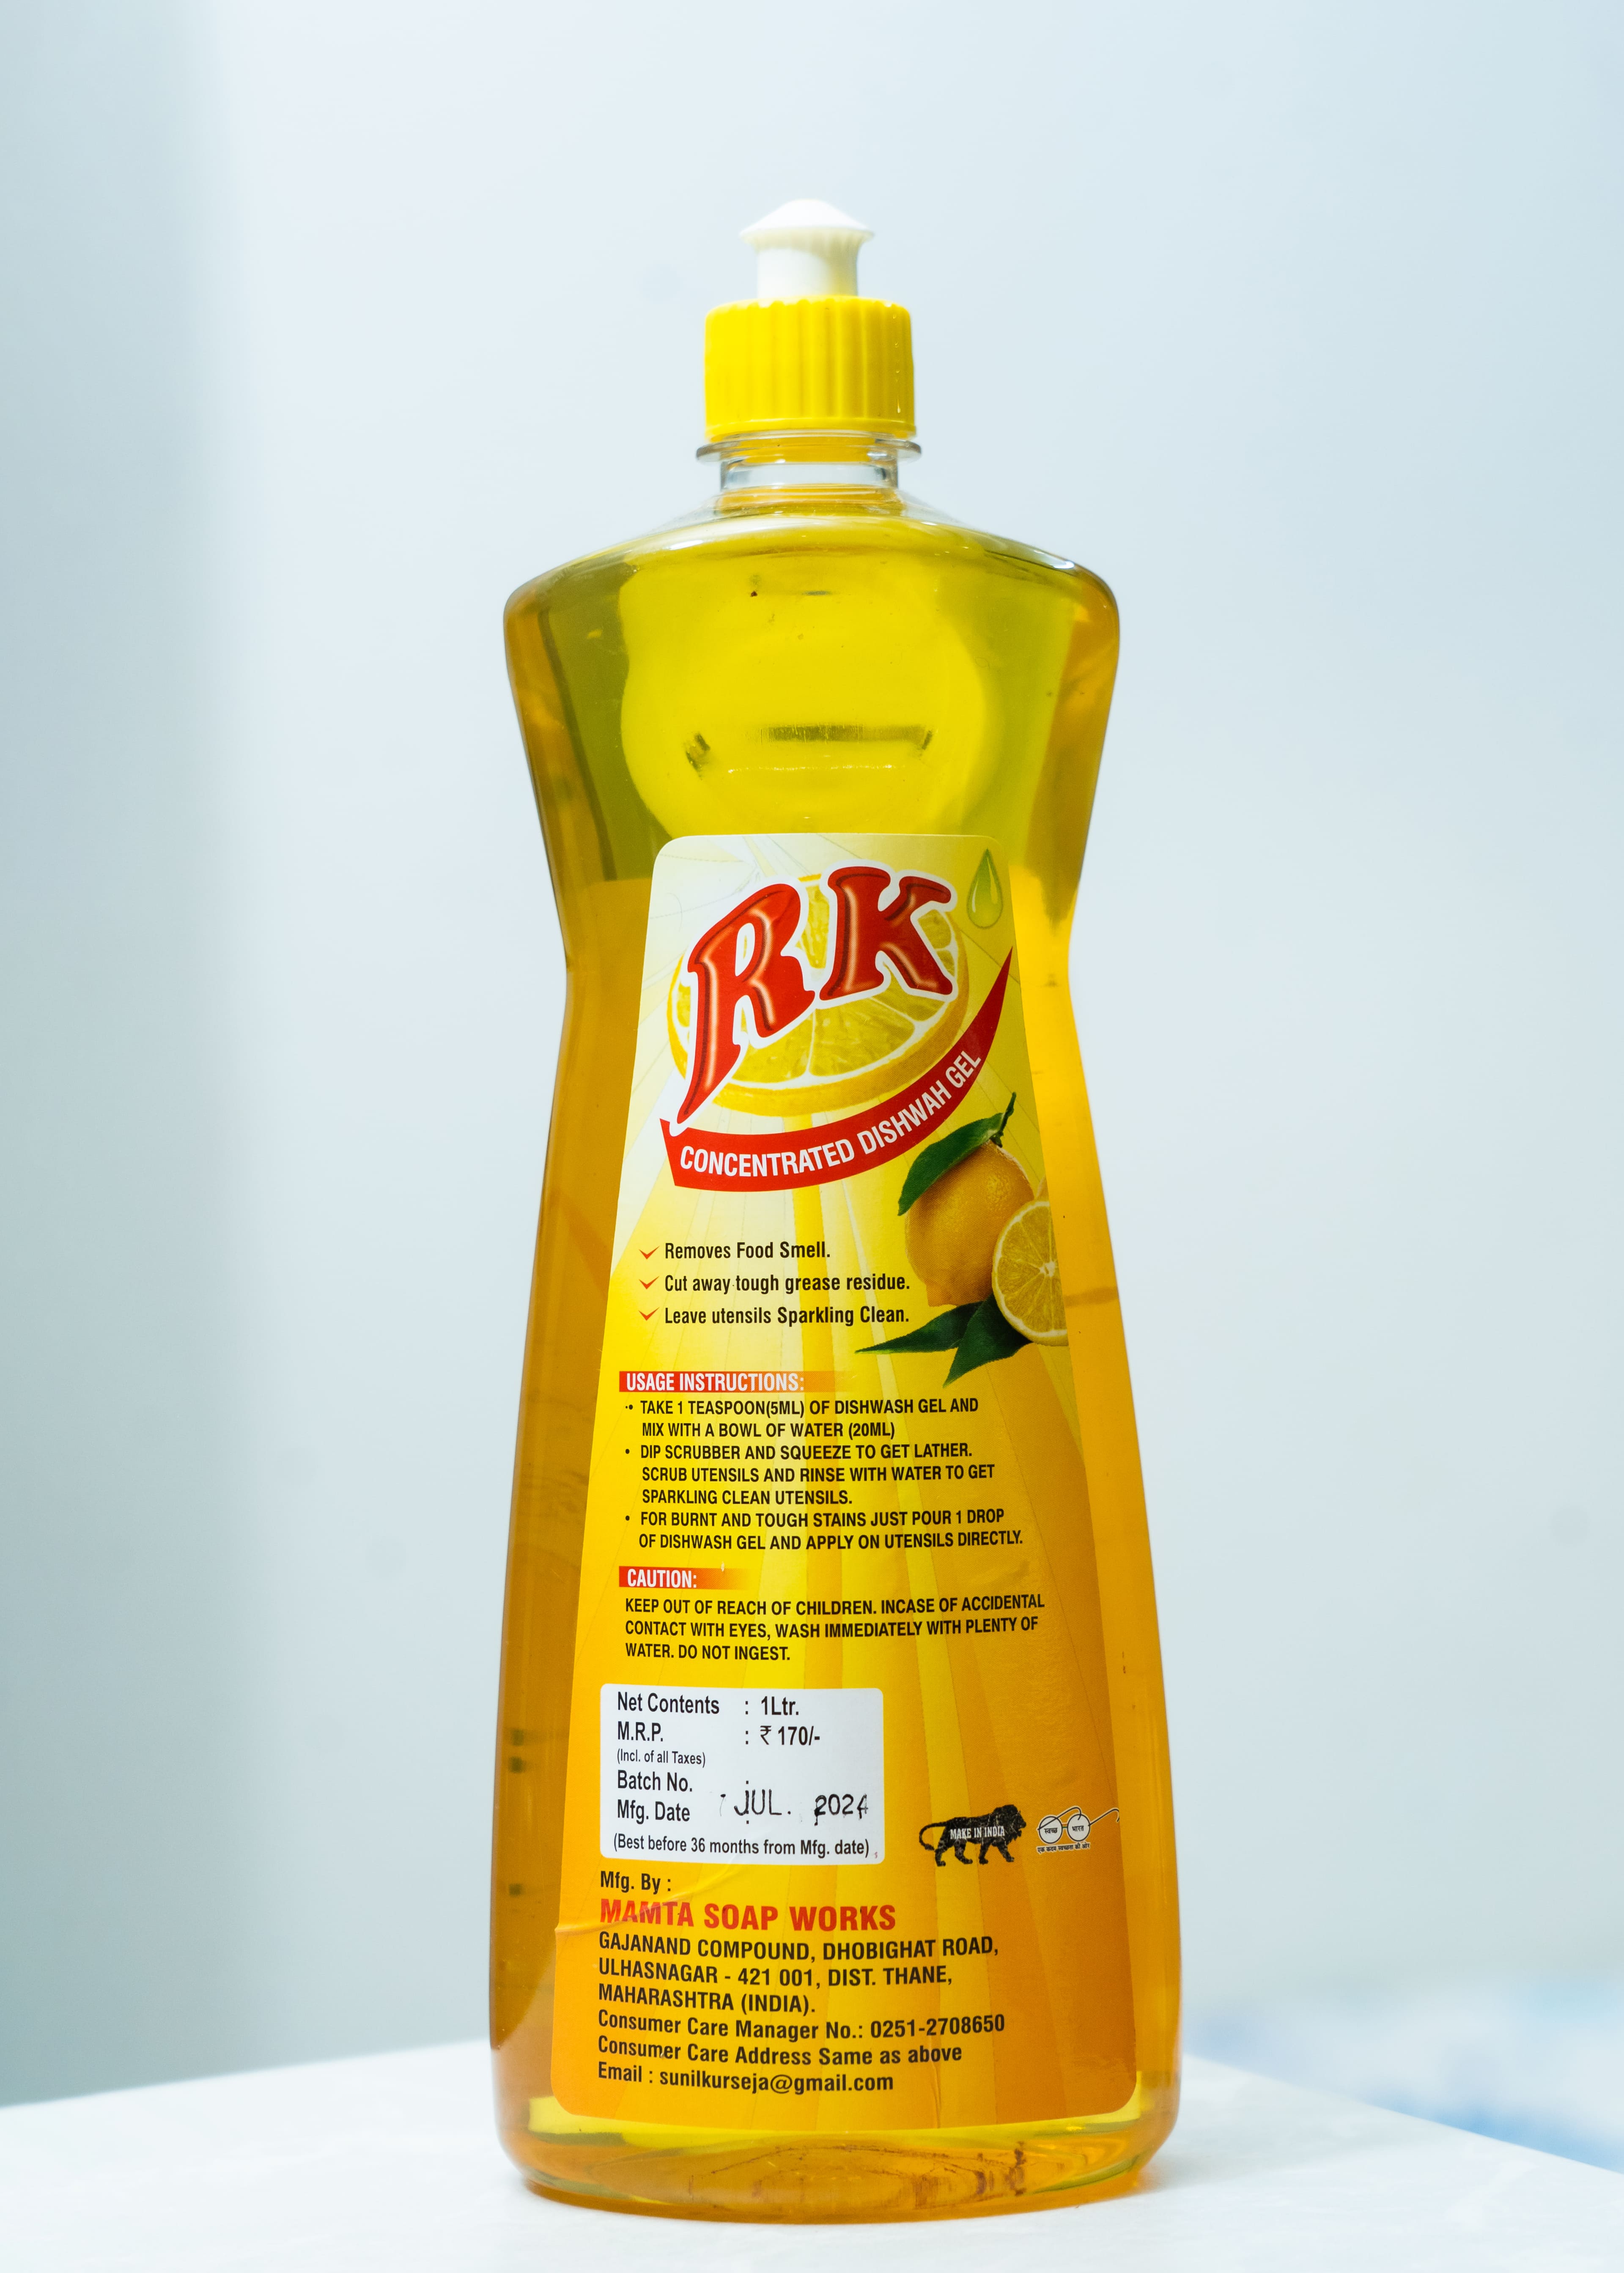 RK
CONCENTRATED DISHWAH GEL
Removes Food Smell.
Cut away tough grease residue.
Leave utensils Sparkling Clean.
USAGE INSTRUCTIONS:
• TAKE 1 TEASPOON(5ML) OF DISHWASH GEL AND
MIX WITH A BOWL OF WATER (20ML)
• DIP SCRUBBER AND SQUEEZE TO GET LATHER.
SCRUB UTENSILS AND RINSE WITH WATER TO GET
SPARKLING CLEAN UTENSILS.
• FOR BURNT AND TOUGH STAINS JUST POUR 1 DROP
OF DISHWASH GEL AND APPLY ON UTENSILS DIRECTLY.
CAUTION:
KEEP OUT OF REACH OF CHILDREN. INCASE OF ACCIDENTAL
CONTACT WITH EYES, WASH IMMEDIATELY WITH PLENTY OF
WATER. DO NOT INGEST.
Net Contents : 1Ltr.
M.R.P. : ₹ 170/-
(Incl. of all Taxes)
Batch No. :
Mfg. Date : JUL. 2024
(Best before 36 months from Mfg. date)
MAKE IN INDIA
स्वच्छ भारत
एक कदम स्वच्छता की ओर
Mfg. By :
MAMTA SOAP WORKS
GAJANAND COMPOUND, DHOBIGHAT ROAD,
ULHASNAGAR - 421 001, DIST. THANE,
MAHARASHTRA (INDIA).
Consumer Care Manager No.: 0251-2708650
Consumer Care Address Same as above
Email : sunilkurseja@gmail.com